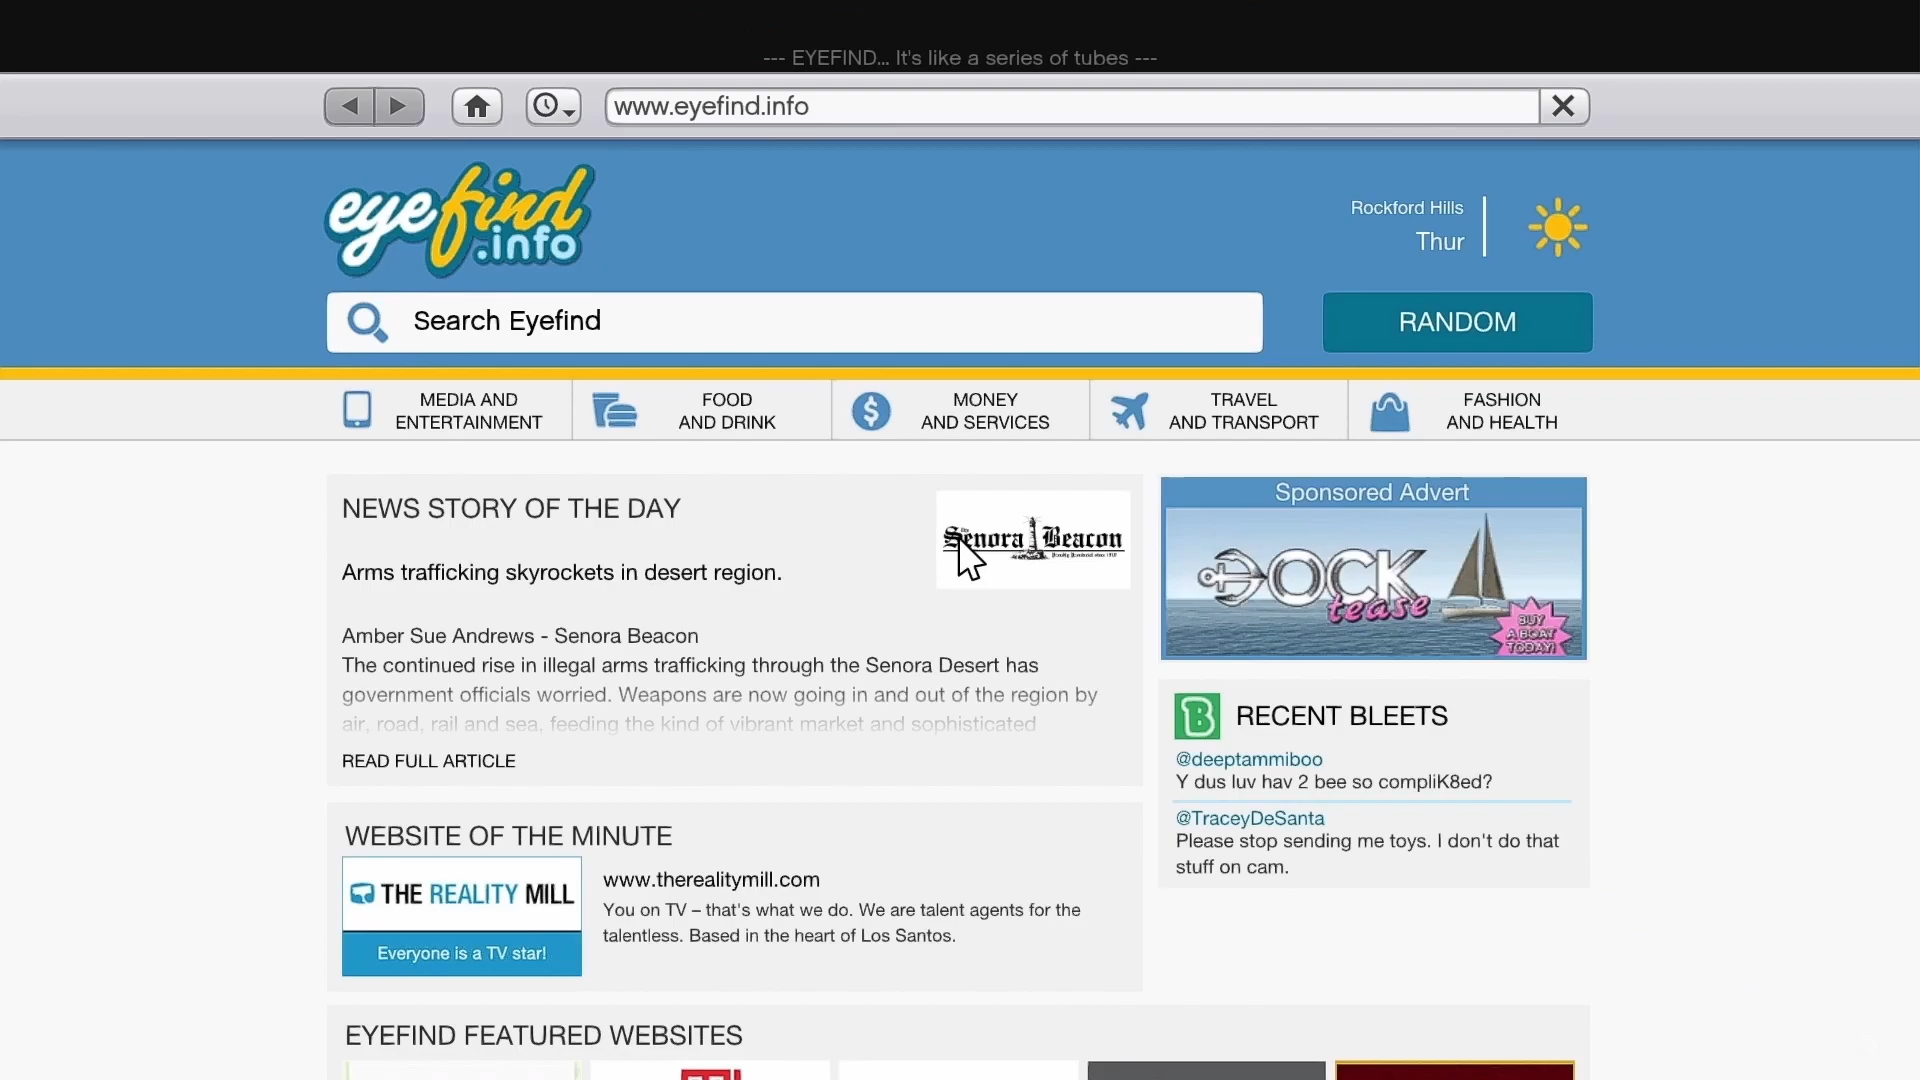 --- EYEFIND... It's like a series of tubes ---
www.eyefind.info
eyefind
.info
Rockford Hills
Thur
Search Eyefind
RANDOM
MEDIA AND
ENTERTAINMENT
FOOD
AND DRINK
MONEY
AND SERVICES
TRAVEL
AND TRANSPORT
FASHION
AND HEALTH
NEWS STORY OF THE DAY
Senora Beacon
Arms trafficking skyrockets in desert region.
Amber Sue Andrews - Senora Beacon
The continued rise in illegal arms trafficking through the Senora Desert has
government officials worried. Weapons are now going in and out of the region by
air, road, rail and sea, feeding the kind of vibrant market and sophisticated
READ FULL ARTICLE
Sponsored Advert
DOCK
tease
BUY
A BOAT
TODAY!
RECENT BLEETS
@deeptammiboo
Y dus luv hav 2 bee so compliK8ed?
@TraceyDeSanta
Please stop sending me toys. I don't do that
stuff on cam.
WEBSITE OF THE MINUTE
THE REALITY MILL
Everyone is a TV star!
www.therealitymill.com
You on TV – that's what we do. We are talent agents for the
talentless. Based in the heart of Los Santos.
EYEFIND FEATURED WEBSITES